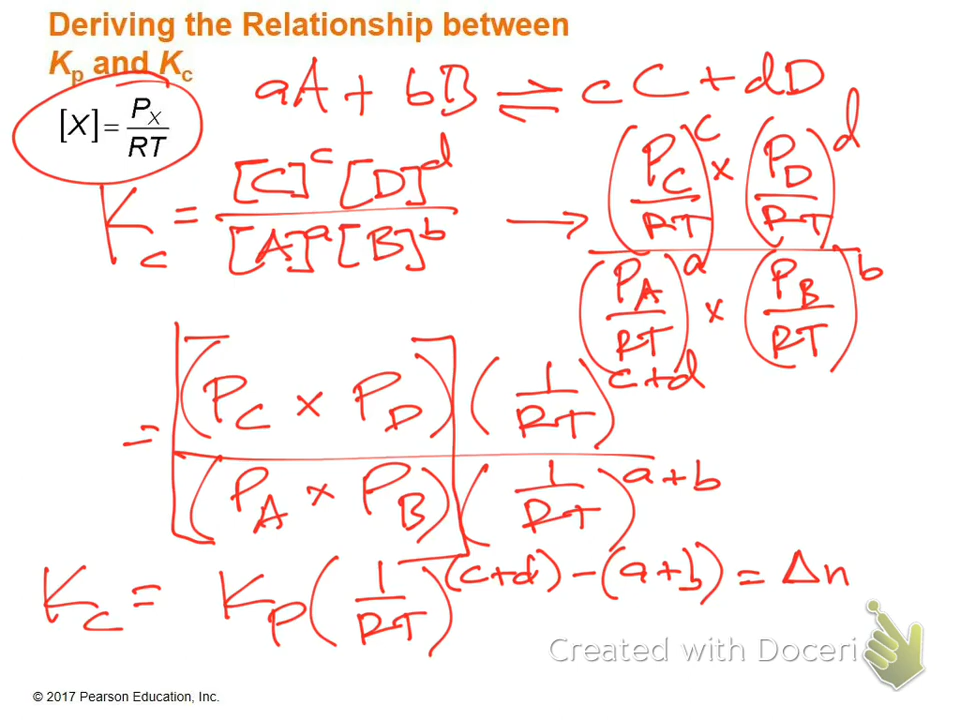 Deriving the Relationship between
Kp and Kc
aA + bB ⇌ cC + dD
[X] = PX/RT
Kc = [C]^c [D]^d / [A]^a [B]^b → (PC/RT)^c × (PD/RT)^d / (PA/RT)^a × (PB/RT)^b
= [(PC × PD) / (PA × PB)] (1/RT)^c+d / (1/RT)^a+b
Kc = Kp (1/RT)^(c+d) - (a+b) = Δn
Created with Doceri
© 2017 Pearson Education, Inc.